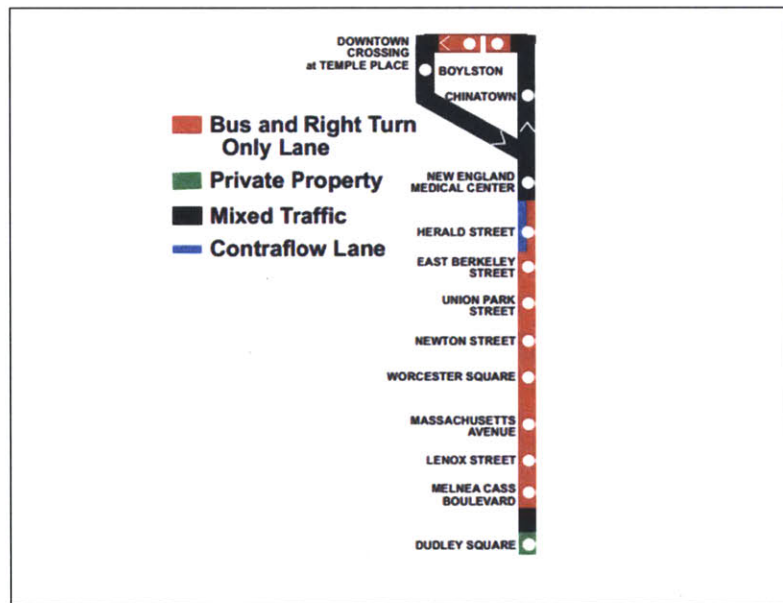 DOWNTOWN
CROSSING
at TEMPLE PLACE
BOYLSTON
CHINATOWN
Bus and Right Turn
Only Lane
Private Property
Mixed Traffic
Contraflow Lane
NEW ENGLAND
MEDICAL CENTER
HERALD STREET
EAST BERKELEY
STREET
UNION PARK
STREET
NEWTON STREET
WORCESTER SQUARE
MASSACHUSETTS
AVENUE
LENOX STREET
MELNEA CASS
BOULEVARD
DUDLEY SQUARE